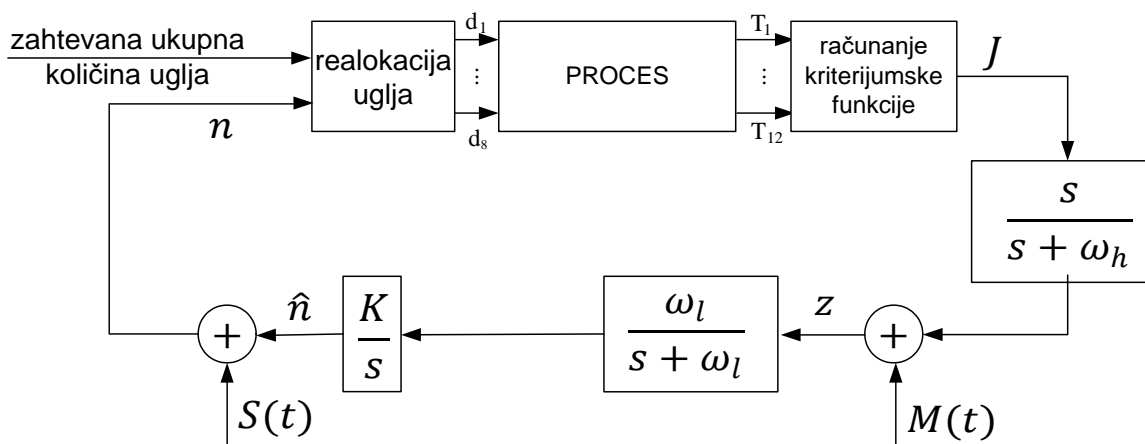 zahtevana ukupna
količina uglja
n
realokacija
uglja
d1
⋮
d8
PROCES
T1
⋮
T12
računanje
kriterijumske
funkcije
J
s
s + ωh
M(t)
+
z
ωl
s + ωl
K
s
n̂
+
S(t)